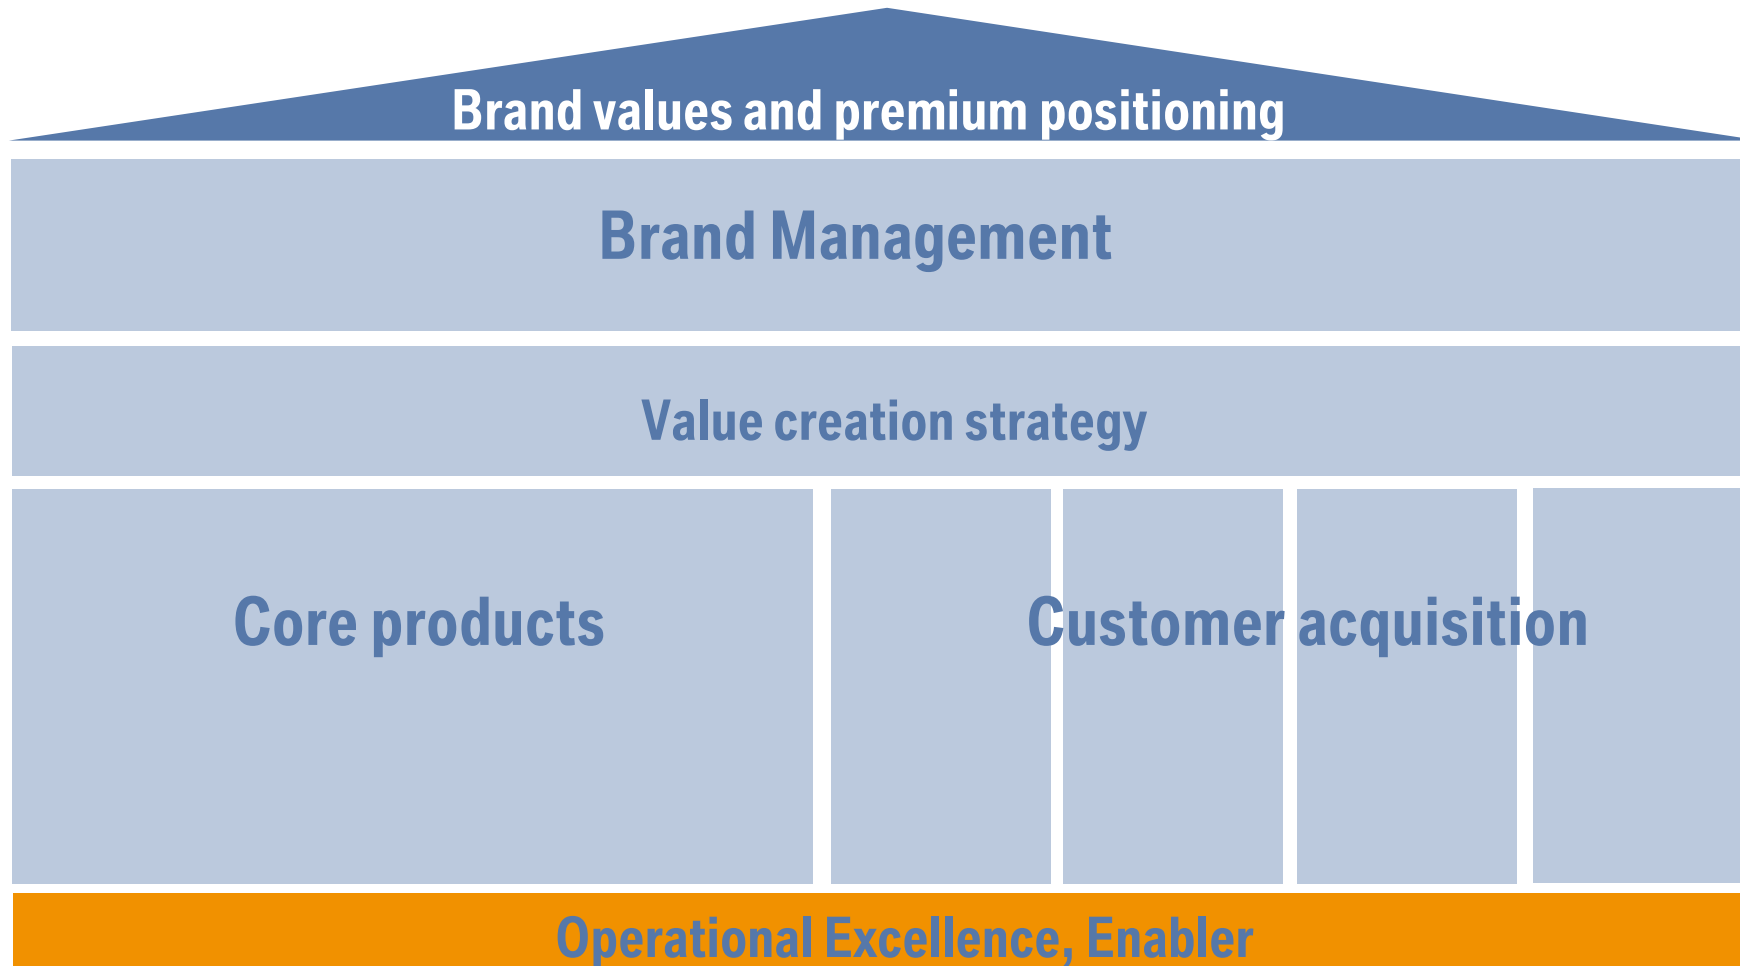 Brand values and premium positioning
Brand Management
Value creation strategy
Core products
Customer acquisition
Operational Excellence, Enabler